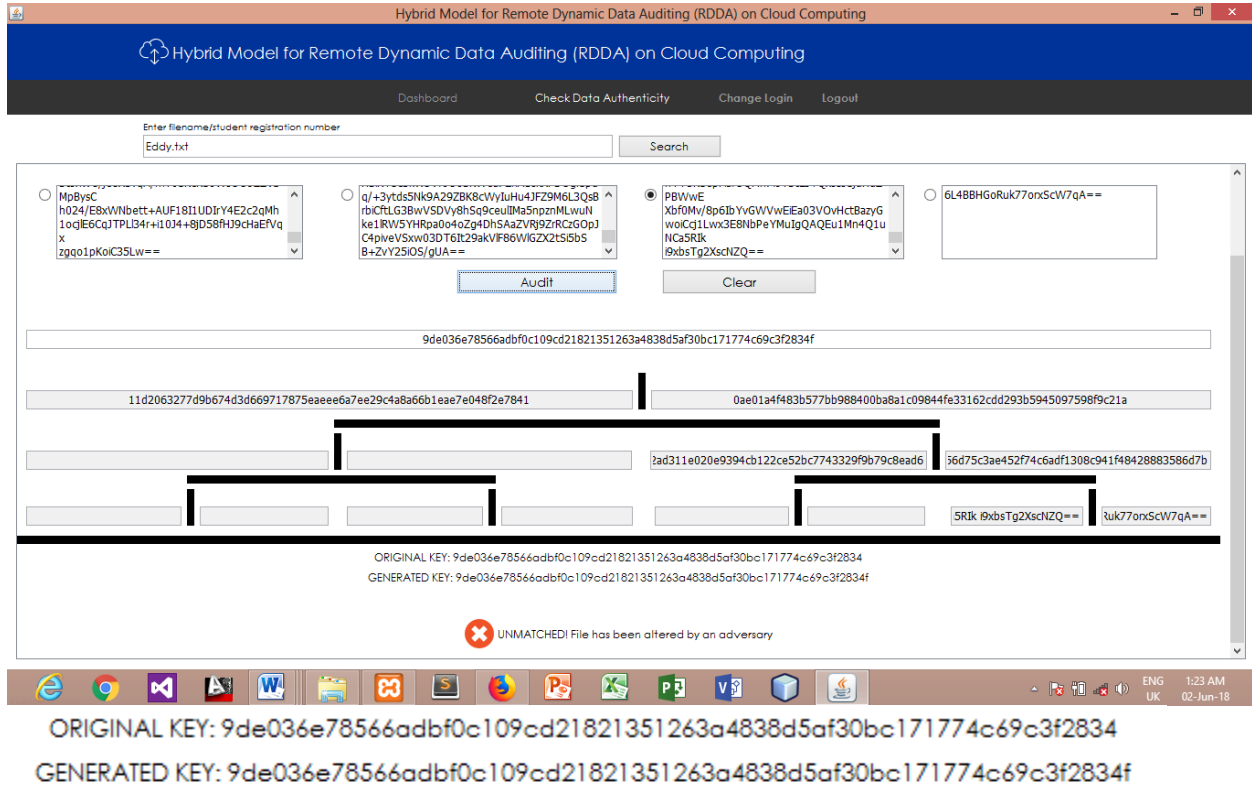 Hybrid Model for Remote Dynamic Data Auditing (RDDA) on Cloud Computing
Hybrid Model for Remote Dynamic Data Auditing (RDDA) on Cloud Computing
Dashboard Check Data Authenticity Change Login Logout
Enter filename/student registration number
Eddy.txt Search
MpBysC
h024/E8xWNbett+AUF18I1UDIrY4E2c2qMh
1ocjlE6CqJTPLl34r+i10J4+8jD58fHJ9cHaEfVq
x
zgqo1pKoiC35Lw==
q/+3ytds5Nk9A29ZBK8cWyIuHu4JFZ9M6L3QsB
rbiCftLG3BwVSDVy8hSq9ceulIMa5npznMLwuN
ke1lRW5YHRpa0o4oZg4DhSAaZVRj9ZrRCzGOpJ
C4piveVSxw03DT6It29akVlF86WlGZX2tSi5bS
B+ZvY25iOS/gUA==
PBWwE
Xbf0Mv/8p6IbYvGWVwEiEa03VOvHctBazyG
woiCcj1Lwx3E8NbPeYMuIgQAQEu1Mn4Q1u
NCa5RIk
i9xbsTg2XscNZQ==
6L4BBHGoRuk77orxScW7qA==
Audit Clear
9de036e78566adbf0c109cd21821351263a4838d5af30bc171774c69c3f2834f
11d2063277d9b674d3d669717875eaeee6a7ee29c4a8a66b1eae7e048f2e7841
0ae01a4f483b577bb988400ba8a1c09844fe33162cdd293b5945097598f9c21a
2ad311e020e9394cb122ce52bc7743329f9b79c8ead6
56d75c3ae452f74c6adf1308c941f48428883586d7b
5RIk i9xbsTg2XscNZQ==
Ruk77orxScW7qA==
ORIGINAL KEY: 9de036e78566adbf0c109cd21821351263a4838d5af30bc171774c69c3f2834
GENERATED KEY: 9de036e78566adbf0c109cd21821351263a4838d5af30bc171774c69c3f2834f
UNMATCHED! File has been altered by an adversary
ENG 1:23 AM
UK 02-Jun-18
ORIGINAL KEY: 9de036e78566adbf0c109cd21821351263a4838d5af30bc171774c69c3f2834
GENERATED KEY: 9de036e78566adbf0c109cd21821351263a4838d5af30bc171774c69c3f2834f